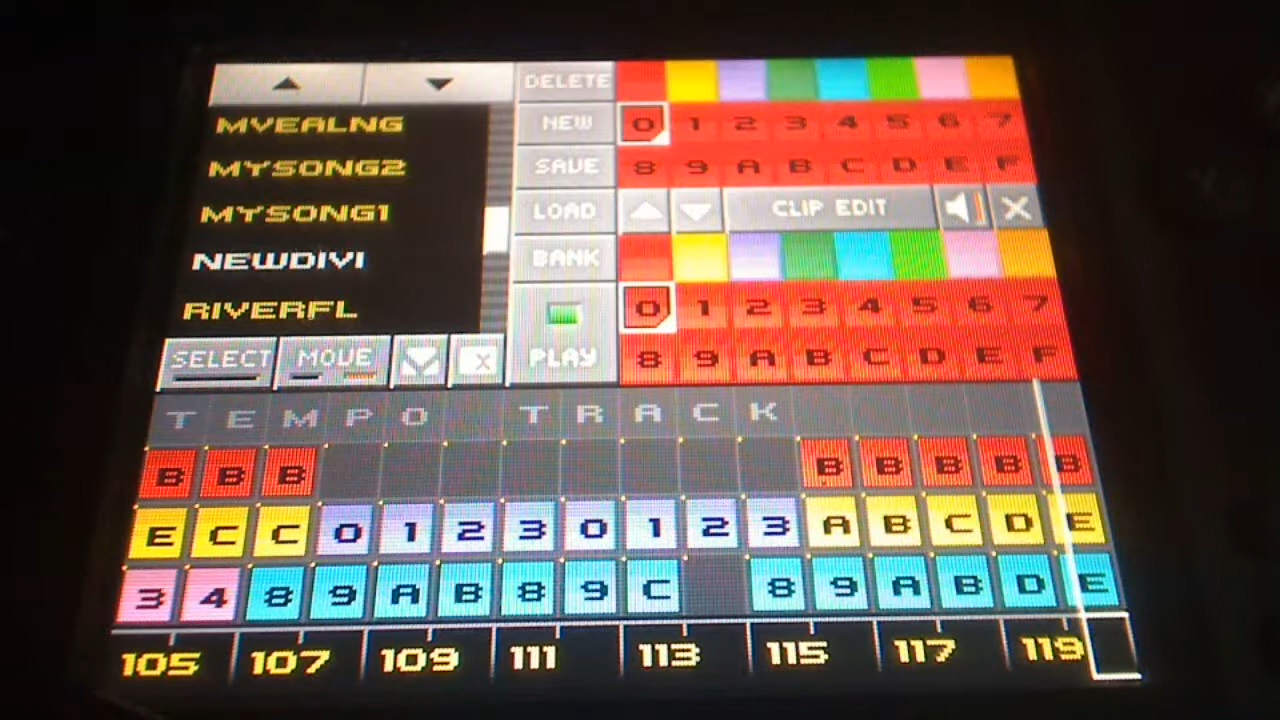 DELETE
MYEALNG NEW 0 1 2 3 4 5 6 7
MYSONG2 SAVE 8 9 A B C D E F
MYSONG1 LOAD CLIP EDIT
NEWDIVI BANK
RIVERFL 0 1 2 3 4 5 6 7
SELECT MOVE PLAY 8 9 A B C D E F
TEMPO TRACK
B B B B B B B B
E C C 0 1 2 3 0 1 2 3 A B C D E
3 4 8 9 A B 8 9 C 8 9 A B D E
105 107 109 111 113 115 117 119